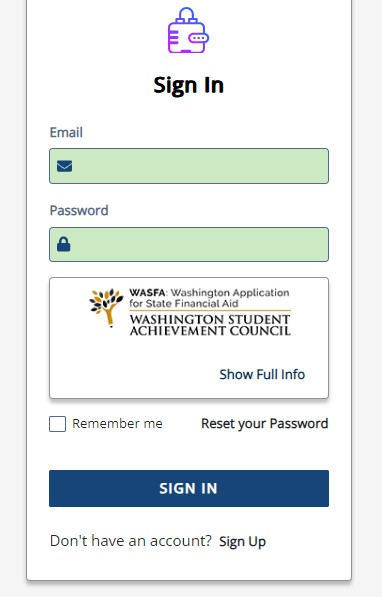 Sign In
Email
Password
WASFA: Washington Application
for State Financial Aid
WASHINGTON STUDENT
ACHIEVEMENT COUNCIL
Show Full Info
Remember me Reset your Password
SIGN IN
Don't have an account? Sign Up